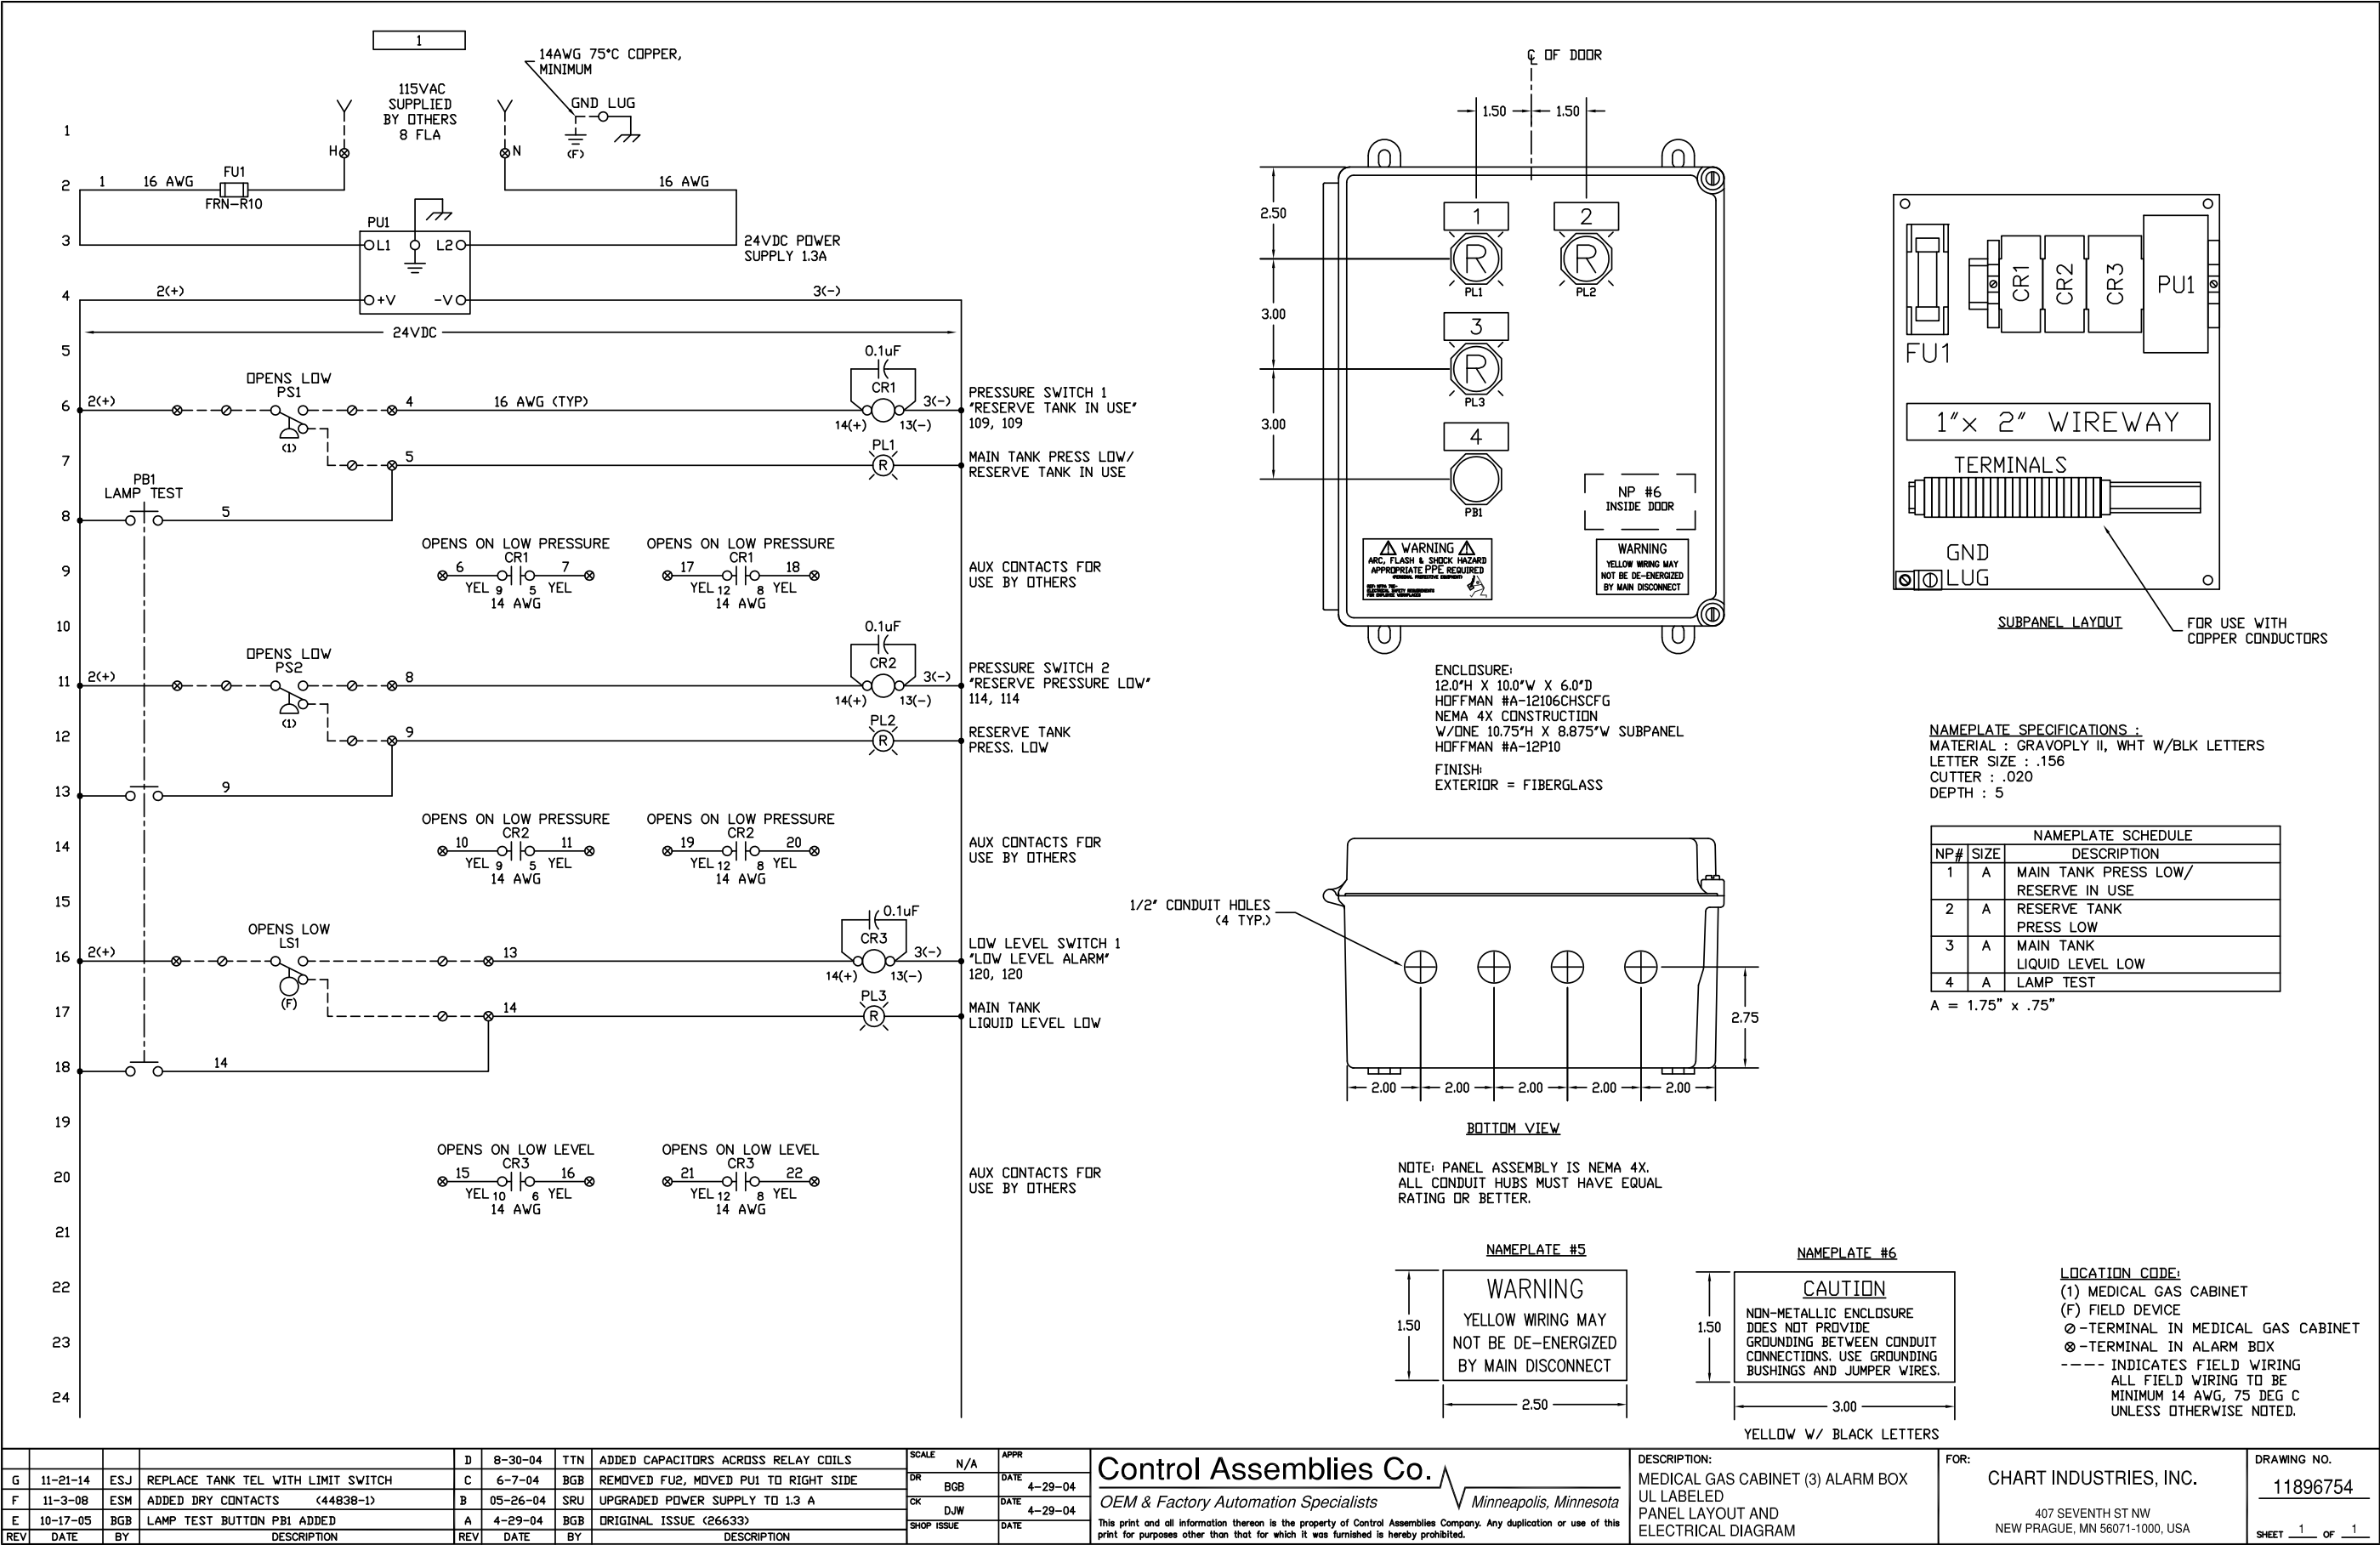 1
14AWG 75°C COPPER,
MINIMUM
115VAC
SUPPLIED
BY OTHERS
8 FLA
GND LUG
(F)
H
N
1
2
1
16 AWG
FU1
FRN-R10
16 AWG
PU1
3
L1
L2
24VDC POWER
SUPPLY 1.3A
4
2(+)
+V
-V
3(-)
24VDC
5
OPENS LOW
PS1
0.1uF
CR1
6
2(+)
4
16 AWG (TYP)
3(-)
14(+)
13(-)
(1)
PRESSURE SWITCH 1
"RESERVE TANK IN USE"
109, 109
7
5
PL1
R
MAIN TANK PRESS LOW/
RESERVE TANK IN USE
PB1
LAMP TEST
8
5
OPENS ON LOW PRESSURE
CR1
6
7
YEL 9 5 YEL
14 AWG
OPENS ON LOW PRESSURE
CR1
17
18
YEL 12 8 YEL
14 AWG
9
AUX CONTACTS FOR
USE BY OTHERS
10
OPENS LOW
PS2
0.1uF
CR2
11
2(+)
8
3(-)
14(+)
13(-)
(1)
PRESSURE SWITCH 2
"RESERVE PRESSURE LOW"
114, 114
12
9
PL2
R
RESERVE TANK
PRESS. LOW
13
9
OPENS ON LOW PRESSURE
CR2
10
11
YEL 9 5 YEL
14 AWG
OPENS ON LOW PRESSURE
CR2
19
20
YEL 12 8 YEL
14 AWG
14
AUX CONTACTS FOR
USE BY OTHERS
15
OPENS LOW
LS1
0.1uF
CR3
16
2(+)
13
3(-)
14(+)
13(-)
(F)
LOW LEVEL SWITCH 1
"LOW LEVEL ALARM"
120, 120
17
14
PL3
R
MAIN TANK
LIQUID LEVEL LOW
18
14
19
OPENS ON LOW LEVEL
CR3
15
16
YEL 10 6 YEL
14 AWG
OPENS ON LOW LEVEL
CR3
21
22
YEL 12 8 YEL
14 AWG
20
AUX CONTACTS FOR
USE BY OTHERS
21
22
23
24
℄ OF DOOR
1.50
1.50
2.50
3.00
3.00
1
R
PL1
2
R
PL2
3
R
PL3
4
PB1
NP #6
INSIDE DOOR
WARNING
ARC, FLASH & SHOCK HAZARD
APPROPRIATE PPE REQUIRED
(PERSONAL PROTECTIVE EQUIPMENT)
WARNING
YELLOW WIRING MAY
NOT BE DE-ENERGIZED
BY MAIN DISCONNECT
ENCLOSURE:
12.0"H X 10.0"W X 6.0"D
HOFFMAN #A-12106CHSCFG
NEMA 4X CONSTRUCTION
W/ONE 10.75"H X 8.875"W SUBPANEL
HOFFMAN #A-12P10
FINISH:
EXTERIOR = FIBERGLASS
FU1
CR1
CR2
CR3
PU1
1"x 2" WIREWAY
TERMINALS
GND
LUG
SUBPANEL LAYOUT
FOR USE WITH
COPPER CONDUCTORS
NAMEPLATE SPECIFICATIONS :
MATERIAL : GRAVOPLY II, WHT W/BLK LETTERS
LETTER SIZE : .156
CUTTER : .020
DEPTH : 5
NAMEPLATE SCHEDULE
NP# SIZE DESCRIPTION
1 A MAIN TANK PRESS LOW/
RESERVE IN USE
2 A RESERVE TANK
PRESS LOW
3 A MAIN TANK
LIQUID LEVEL LOW
4 A LAMP TEST
A = 1.75" x .75"
1/2" CONDUIT HOLES
(4 TYP.)
2.75
2.00 2.00 2.00 2.00 2.00
BOTTOM VIEW
NOTE: PANEL ASSEMBLY IS NEMA 4X.
ALL CONDUIT HUBS MUST HAVE EQUAL
RATING OR BETTER.
NAMEPLATE #5
1.50
WARNING
YELLOW WIRING MAY
NOT BE DE-ENERGIZED
BY MAIN DISCONNECT
2.50
NAMEPLATE #6
1.50
CAUTION
NON-METALLIC ENCLOSURE
DOES NOT PROVIDE
GROUNDING BETWEEN CONDUIT
CONNECTIONS. USE GROUNDING
BUSHINGS AND JUMPER WIRES.
3.00
YELLOW W/ BLACK LETTERS
LOCATION CODE:
(1) MEDICAL GAS CABINET
(F) FIELD DEVICE
⊘-TERMINAL IN MEDICAL GAS CABINET
⊗-TERMINAL IN ALARM BOX
---- INDICATES FIELD WIRING
ALL FIELD WIRING TO BE
MINIMUM 14 AWG, 75 DEG C
UNLESS OTHERWISE NOTED.
G 11-21-14 ESJ REPLACE TANK TEL WITH LIMIT SWITCH
F 11-3-08 ESM ADDED DRY CONTACTS (44838-1)
E 10-17-05 BGB LAMP TEST BUTTON PB1 ADDED
REV DATE BY DESCRIPTION
D 8-30-04 TTN ADDED CAPACITORS ACROSS RELAY COILS
C 6-7-04 BGB REMOVED FU2, MOVED PU1 TO RIGHT SIDE
B 05-26-04 SRU UPGRADED POWER SUPPLY TO 1.3 A
A 4-29-04 BGB ORIGINAL ISSUE (26633)
REV DATE BY DESCRIPTION
SCALE N/A
APPR
DR BGB
DATE 4-29-04
CK DJW
DATE 4-29-04
SHOP ISSUE
DATE
Control Assemblies Co.
OEM & Factory Automation Specialists
Minneapolis, Minnesota
This print and all information thereon is the property of Control Assemblies Company. Any duplication or use of this
print for purposes other than that for which it was furnished is hereby prohibited.
DESCRIPTION:
MEDICAL GAS CABINET (3) ALARM BOX
UL LABELED
PANEL LAYOUT AND
ELECTRICAL DIAGRAM
FOR:
CHART INDUSTRIES, INC.
407 SEVENTH ST NW
NEW PRAGUE, MN 56071-1000, USA
DRAWING NO.
11896754
SHEET 1 OF 1